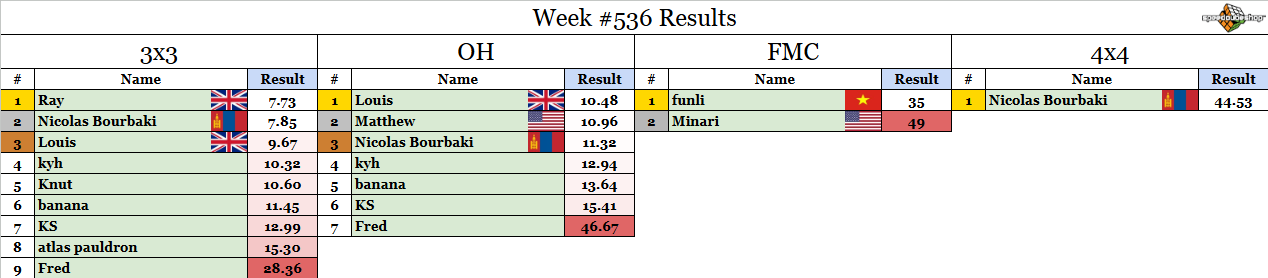 Week #536 Results
speedcubeshop
3x3 OH FMC 4x4
# Name Result # Name Result # Name Result # Name Result
1 Ray 7.73 1 Louis 10.48 1 funli 35 1 Nicolas Bourbaki 44.53
2 Nicolas Bourbaki 7.85 2 Matthew 10.96 2 Minari 49
3 Louis 9.67 3 Nicolas Bourbaki 11.32
4 kyh 10.32 4 kyh 12.94
5 Knut 10.60 5 banana 13.64
6 banana 11.45 6 KS 15.41
7 KS 12.99 7 Fred 46.67
8 atlas pauldron 15.30
9 Fred 28.36